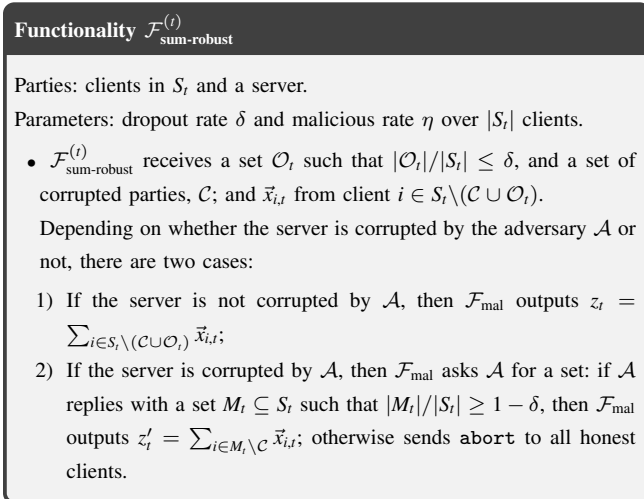 Functionality $\mathcal{F}_{\text{sum-robust}}^{(t)}$
Parties: clients in $S_t$ and a server.
Parameters: dropout rate $\delta$ and malicious rate $\eta$ over $|S_t|$ clients.
• $\mathcal{F}_{\text{sum-robust}}^{(t)}$ receives a set $\mathcal{O}_t$ such that $|\mathcal{O}_t|/|S_t| \leq \delta$, and a set of
corrupted parties, $\mathcal{C}$; and $\vec{x}_{i,t}$ from client $i \in S_t \backslash (\mathcal{C} \cup \mathcal{O}_t)$.
Depending on whether the server is corrupted by the adversary $\mathcal{A}$ or
not, there are two cases:
1) If the server is not corrupted by $\mathcal{A}$, then $\mathcal{F}_{\text{mal}}$ outputs $z_t =$
$\sum_{i \in S_t \backslash (\mathcal{C} \cup \mathcal{O}_t)} \vec{x}_{i,t}$;
2) If the server is corrupted by $\mathcal{A}$, then $\mathcal{F}_{\text{mal}}$ asks $\mathcal{A}$ for a set: if $\mathcal{A}$
replies with a set $M_t \subseteq S_t$ such that $|M_t|/|S_t| \geq 1 - \delta$, then $\mathcal{F}_{\text{mal}}$
outputs $z'_t = \sum_{i \in M_t \backslash \mathcal{C}} \vec{x}_{i,t}$; otherwise sends abort to all honest
clients.